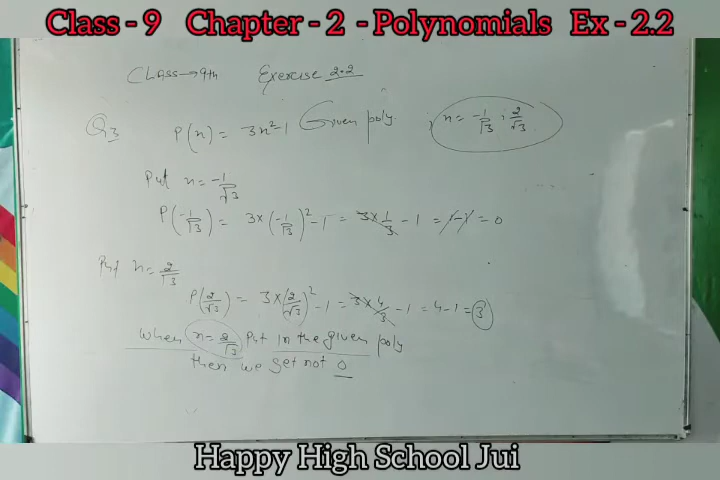 Class - 9 Chapter - 2 - Polynomials Ex - 2.2
CLASS→9th Exercise 2.2
Q3 P(x) = 3x²-1 Given poly. x = -1/√3, 2/√3
Put x = -1/√3
P(-1/√3) = 3×(-1/√3)² - 1 = 3×1/3 - 1 = 1-1 = 0
Put x = 2/√3
P(2/√3) = 3×(2/√3)² - 1 = 3×4/3 - 1 = 4-1 = 3
When x = 2/√3 Put in the given poly
then we get not 0
Happy High School Jui